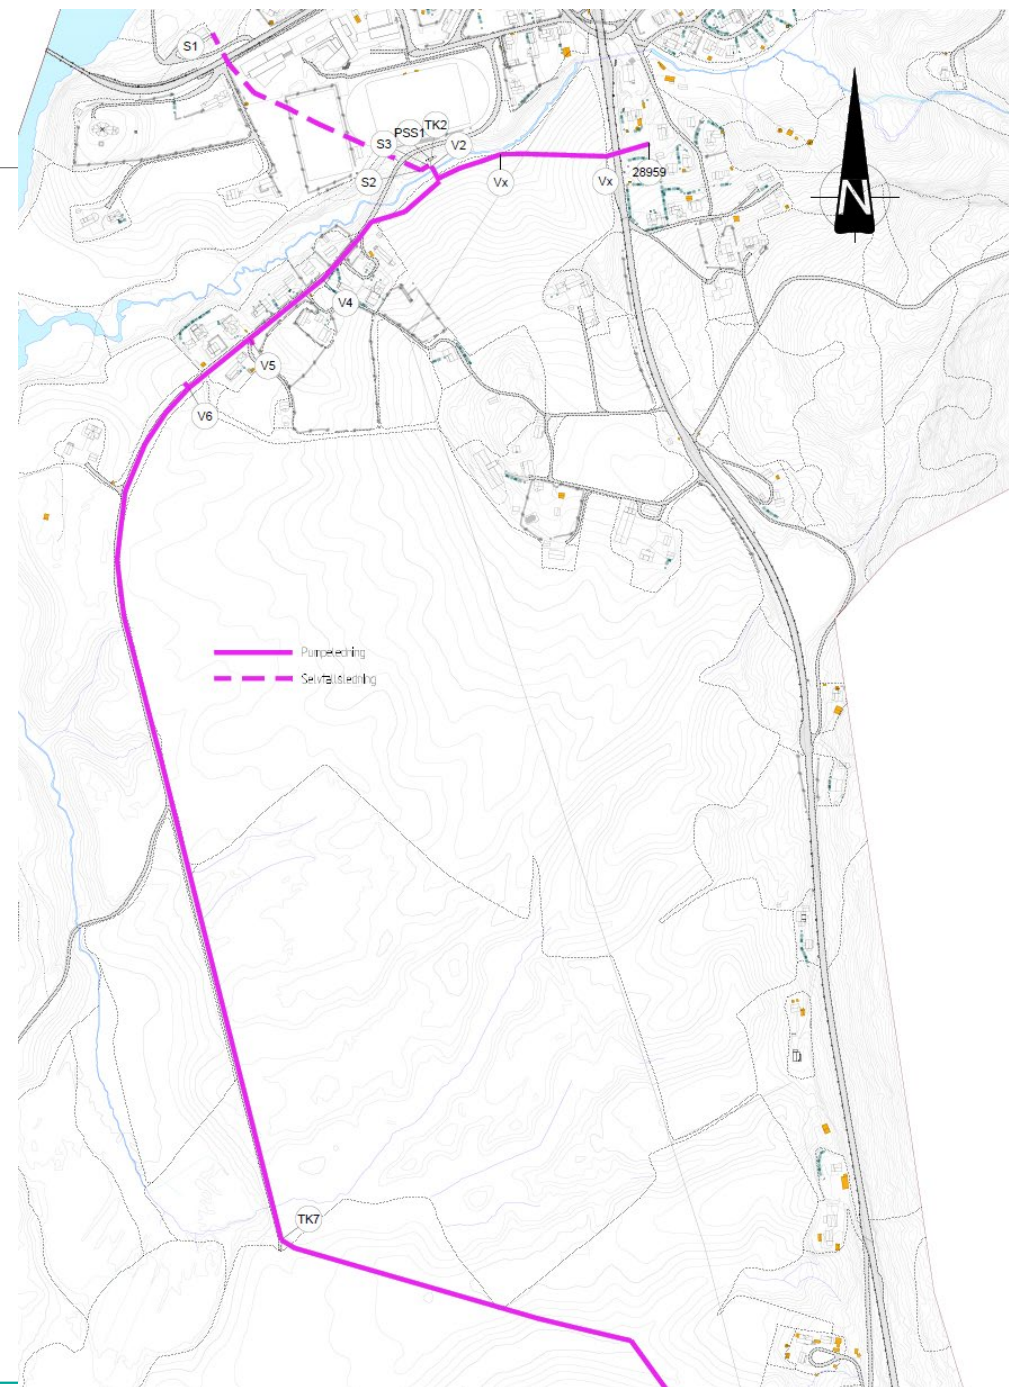 S1
TK2
PSS1
S3
V2
S2
Vx
Vx
28959
N
V4
V5
V6
Pumpeledning
Selvfallsledning
TK7